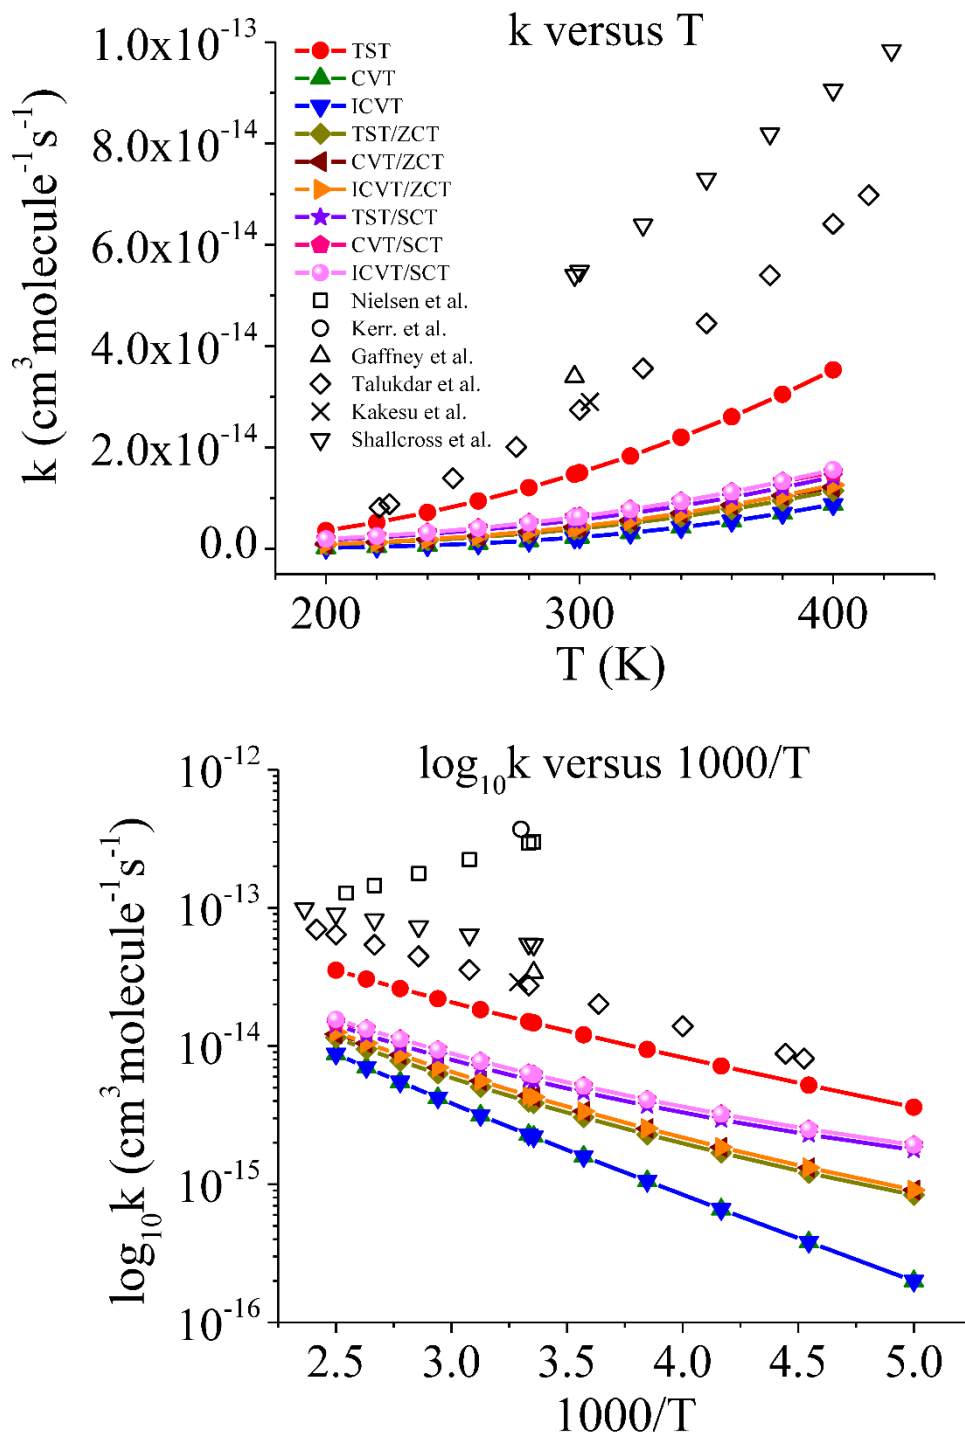 k versus T
k (cm³molecule⁻¹s⁻¹)
1.0x10⁻¹³
8.0x10⁻¹⁴
6.0x10⁻¹⁴
4.0x10⁻¹⁴
2.0x10⁻¹⁴
0.0
TST
CVT
ICVT
TST/ZCT
CVT/ZCT
ICVT/ZCT
TST/SCT
CVT/SCT
ICVT/SCT
Nielsen et al.
Kerr. et al.
Gaffney et al.
Talukdar et al.
Kakesu et al.
Shallcross et al.
200 300 400
T (K)
log₁₀k versus 1000/T
log₁₀k (cm³molecule⁻¹s⁻¹)
10⁻¹²
10⁻¹³
10⁻¹⁴
10⁻¹⁵
10⁻¹⁶
2.5 3.0 3.5 4.0 4.5 5.0
1000/T